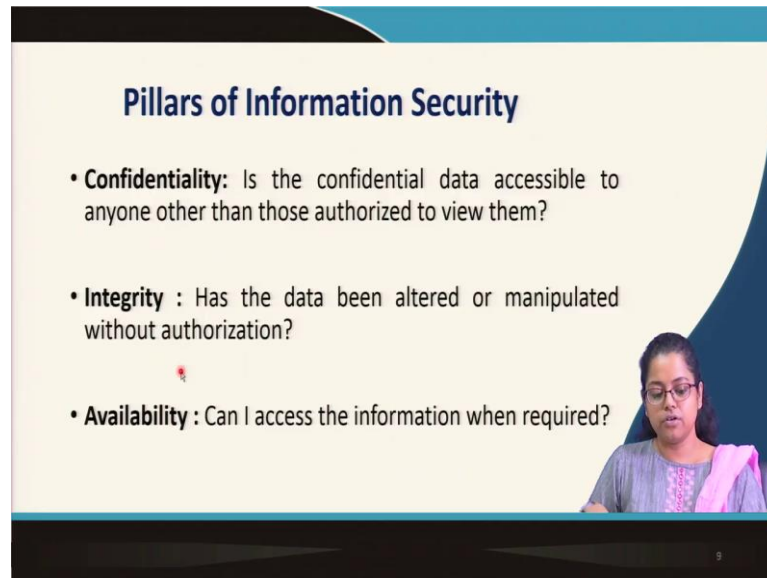 Pillars of Information Security
• Confidentiality: Is the confidential data accessible to
anyone other than those authorized to view them?
• Integrity : Has the data been altered or manipulated
without authorization?
• Availability : Can I access the information when required?
9